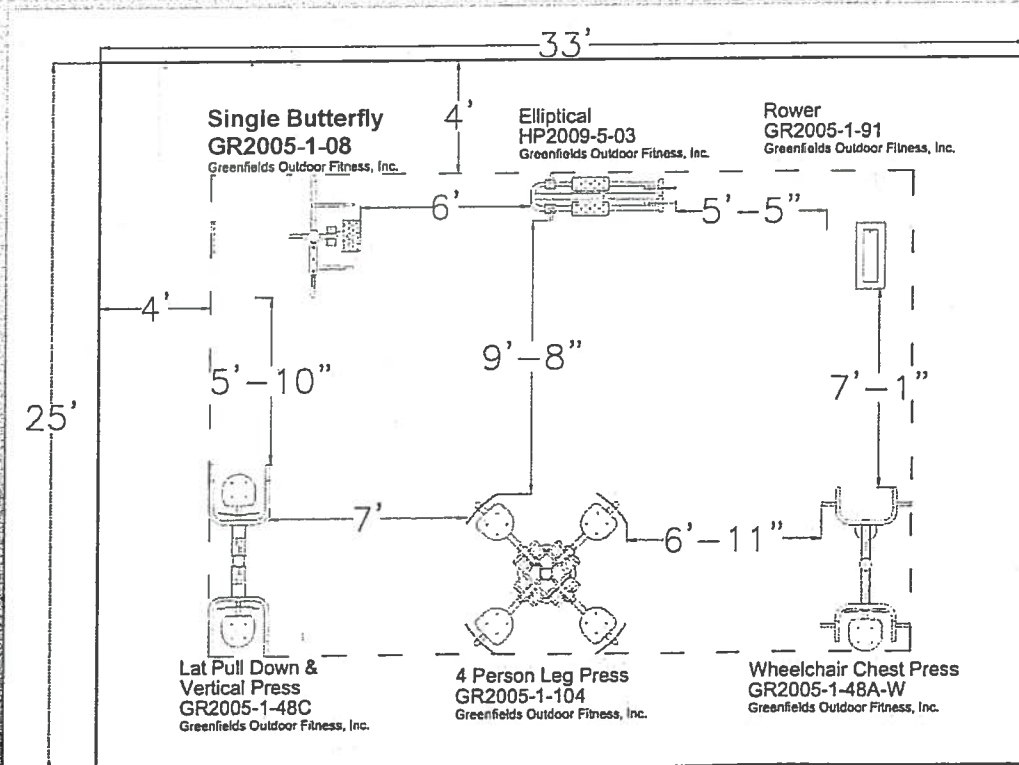 33'
4'
Single Butterfly
GR2005-1-08
Greenfields Outdoor Fitness, Inc.
Elliptical
HP2009-5-03
Greenfields Outdoor Fitness, Inc.
Rower
GR2005-1-91
Greenfields Outdoor Fitness, Inc.
6'
5'-5"
4'
5'-10"
9'-8"
7'-1"
25'
7'
6'-11"
Lat Pull Down &
Vertical Press
GR2005-1-48C
Greenfields Outdoor Fitness, Inc.
4 Person Leg Press
GR2005-1-104
Greenfields Outdoor Fitness, Inc.
Wheelchair Chest Press
GR2005-1-48A-W
Greenfields Outdoor Fitness, Inc.